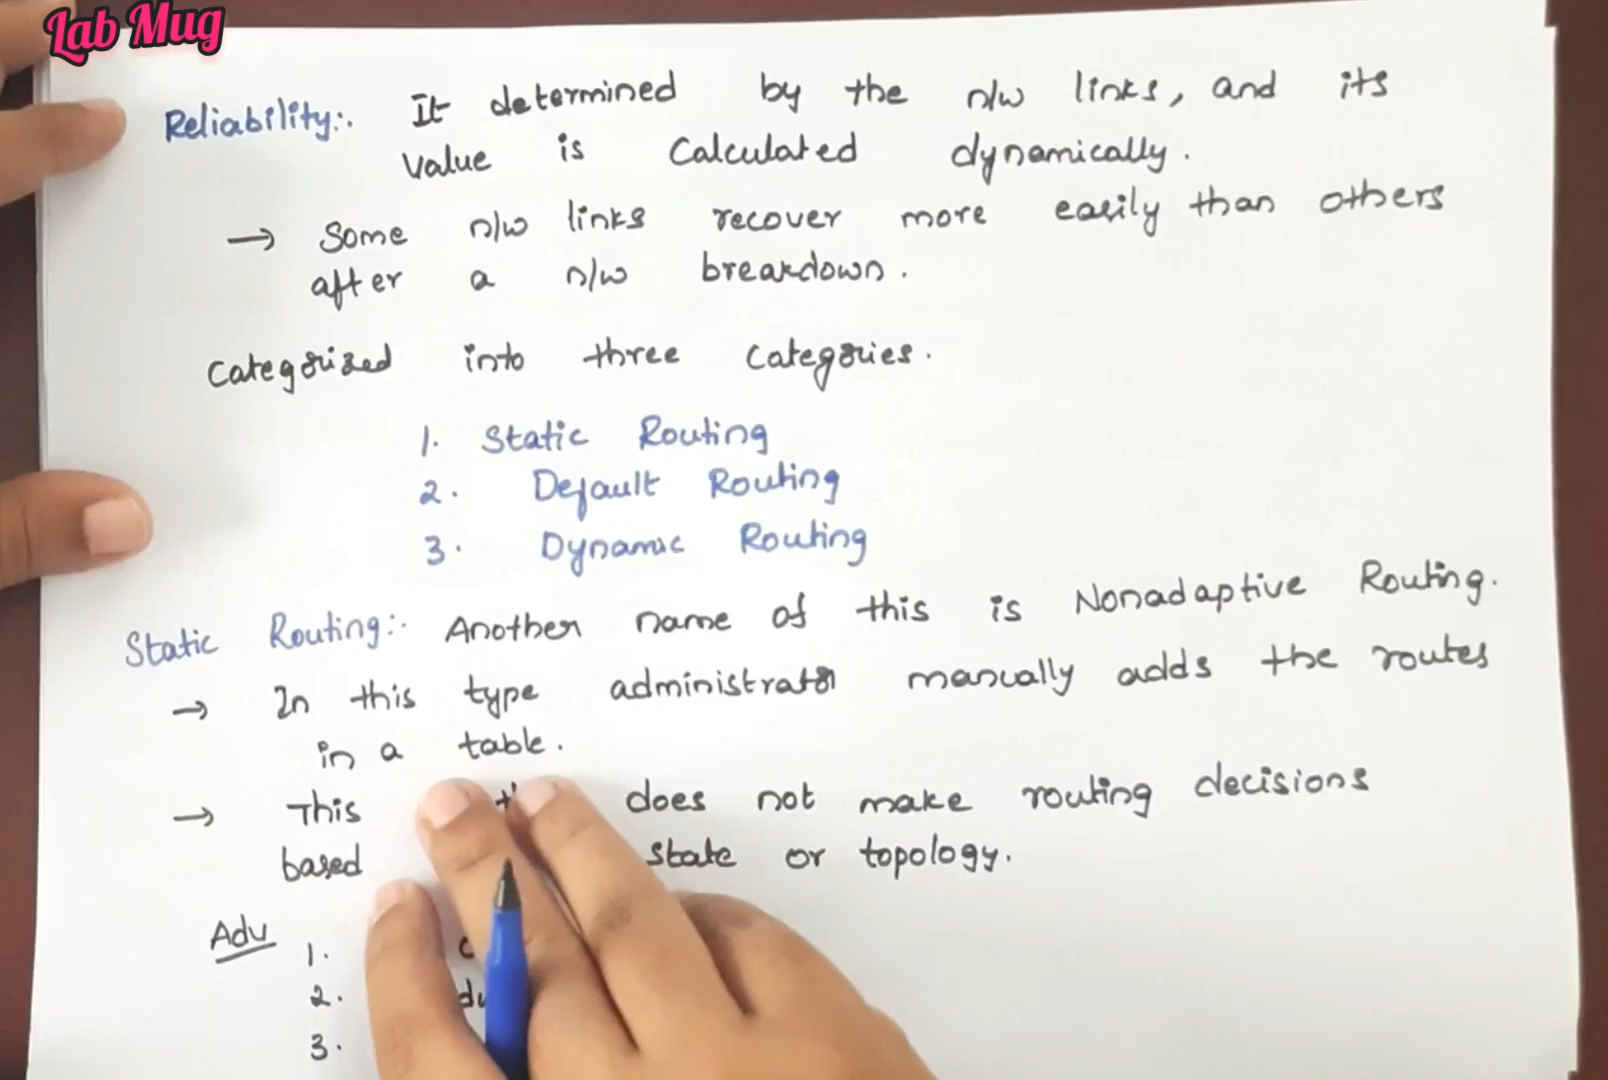 Lab Mug
Reliability:. It determined by the n/w links, and its
value is calculated dynamically.
→ Some n/w links recover more easily than others
after a n/w breakdown.
Categorized into three Categories.
1. Static Routing
2. Default Routing
3. Dynamic Routing
Static Routing:- Another name of this is Nonadaptive Routing.
→ In this type administrator manually adds the routes
in a table.
→ This does not make routing decisions
based state or topology.
Adv
1.
2.
3.